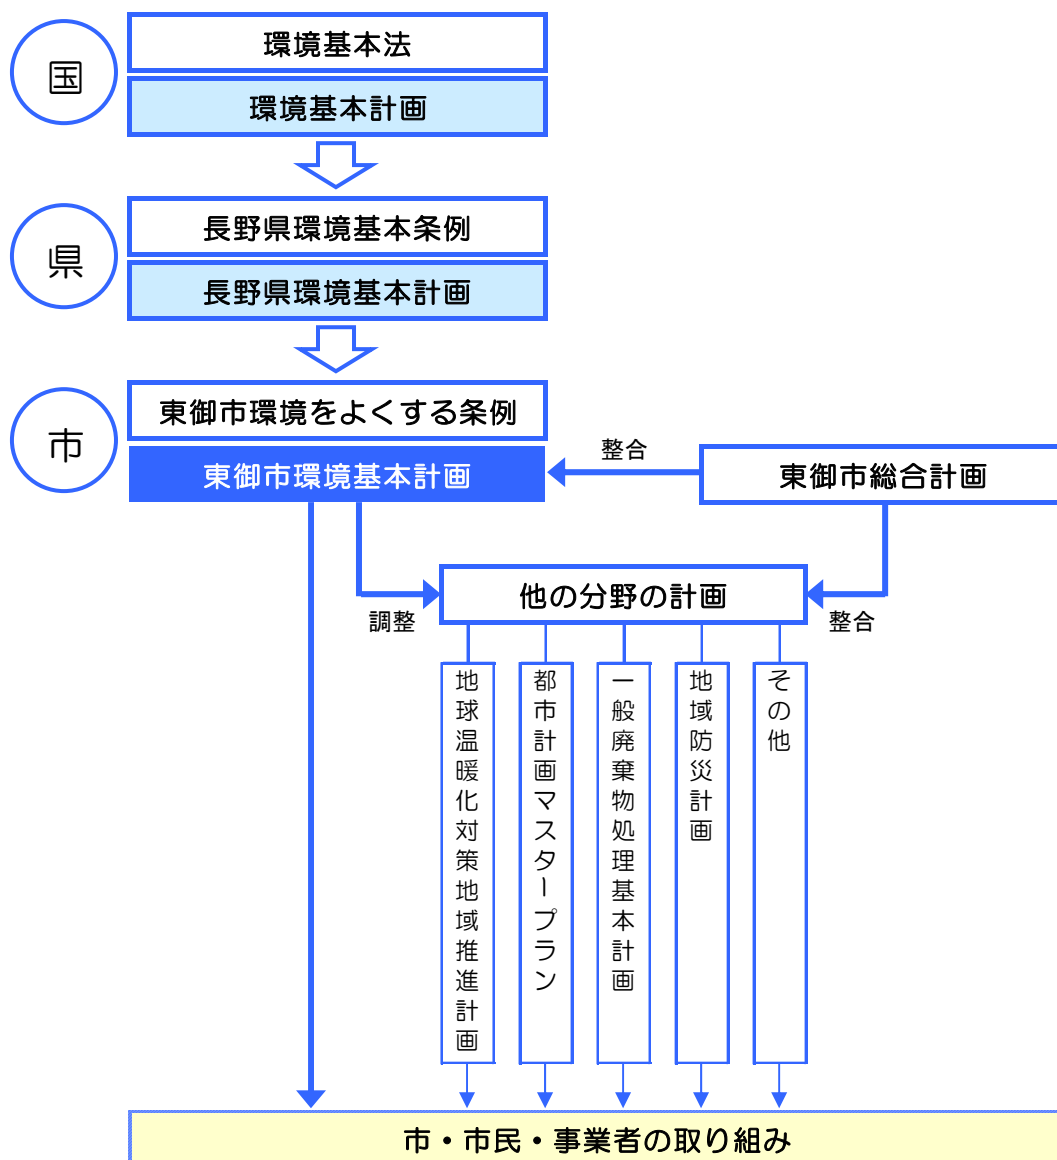 国
環境基本法
環境基本計画
県
長野県環境基本条例
長野県環境基本計画
市
東御市環境をよくする条例
東御市環境基本計画
整合
東御市総合計画
他の分野の計画
調整
整合
地球温暖化対策地域推進計画
都市計画マスタープラン
一般廃棄物処理基本計画
地域防災計画
その他
市・市民・事業者の取り組み